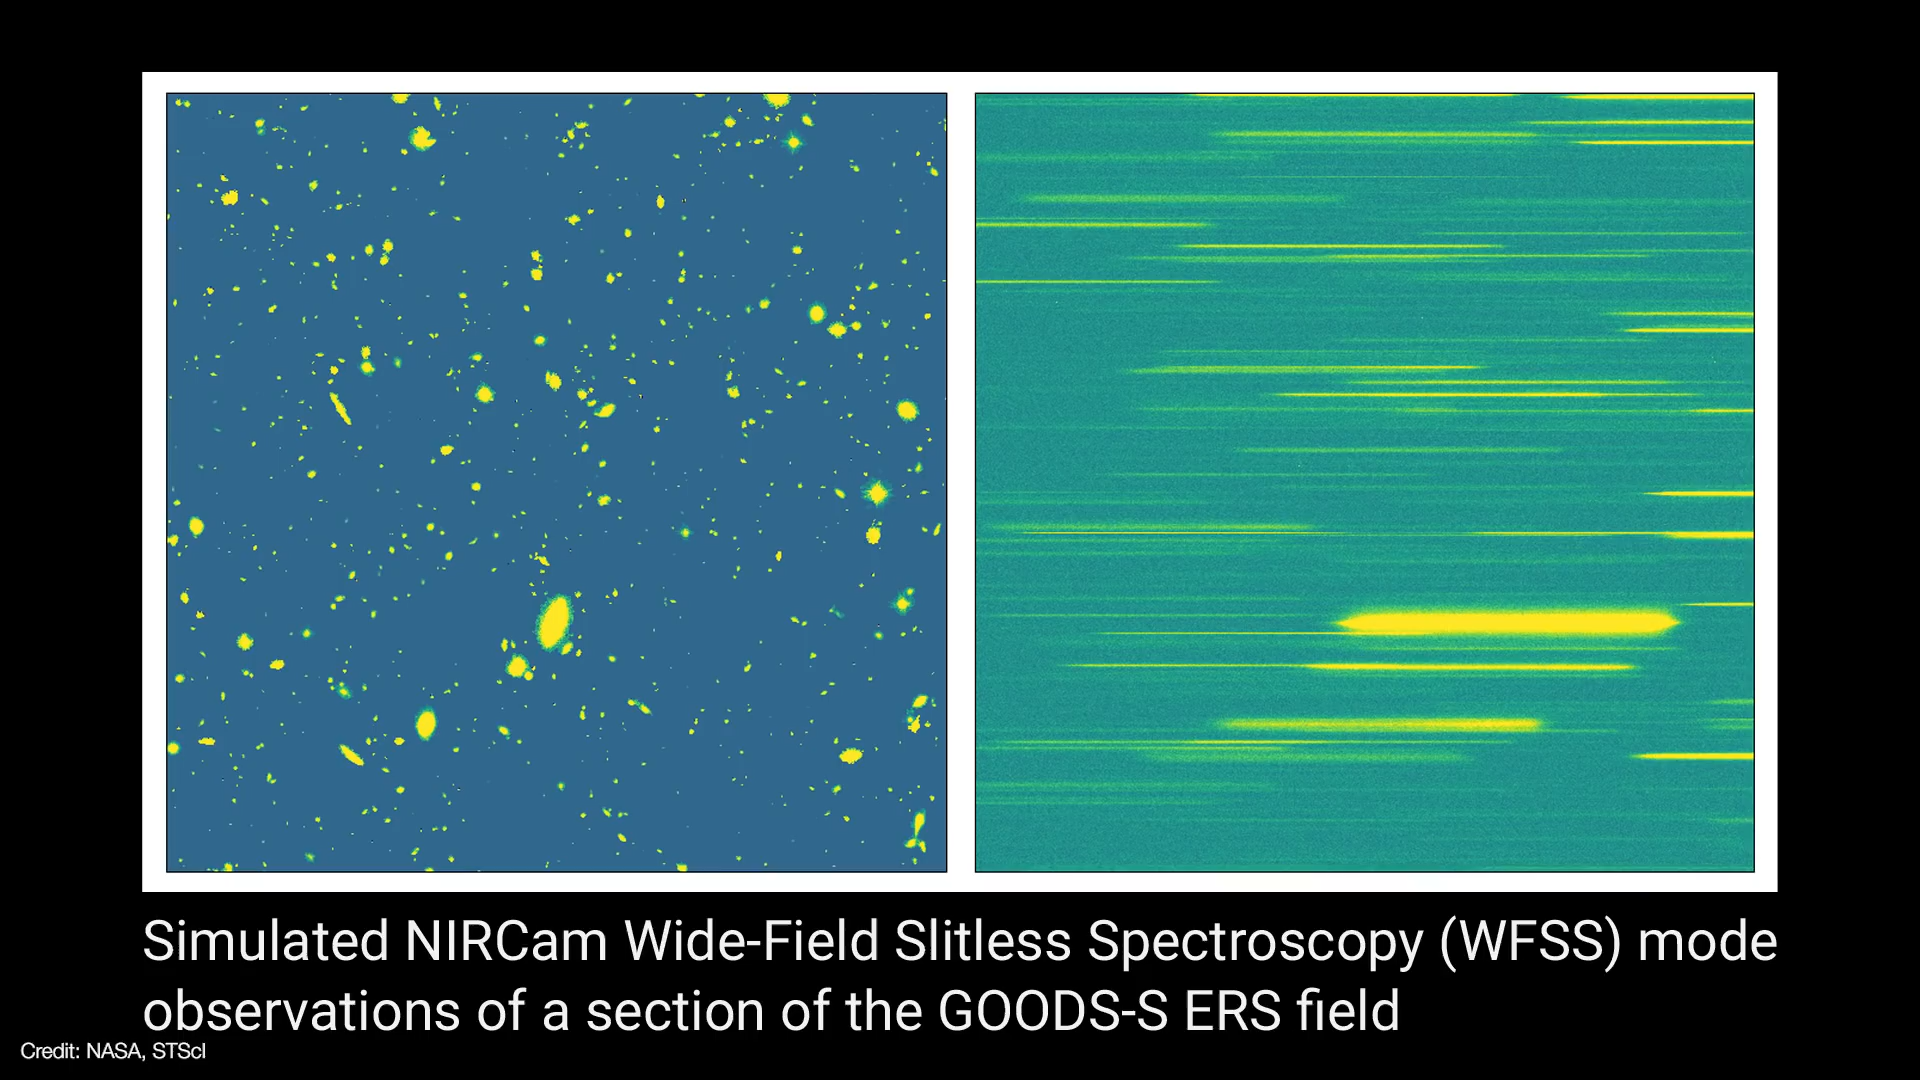 Simulated NIRCam Wide-Field Slitless Spectroscopy (WFSS) mode
observations of a section of the GOODS-S ERS field
Credit: NASA, STScI